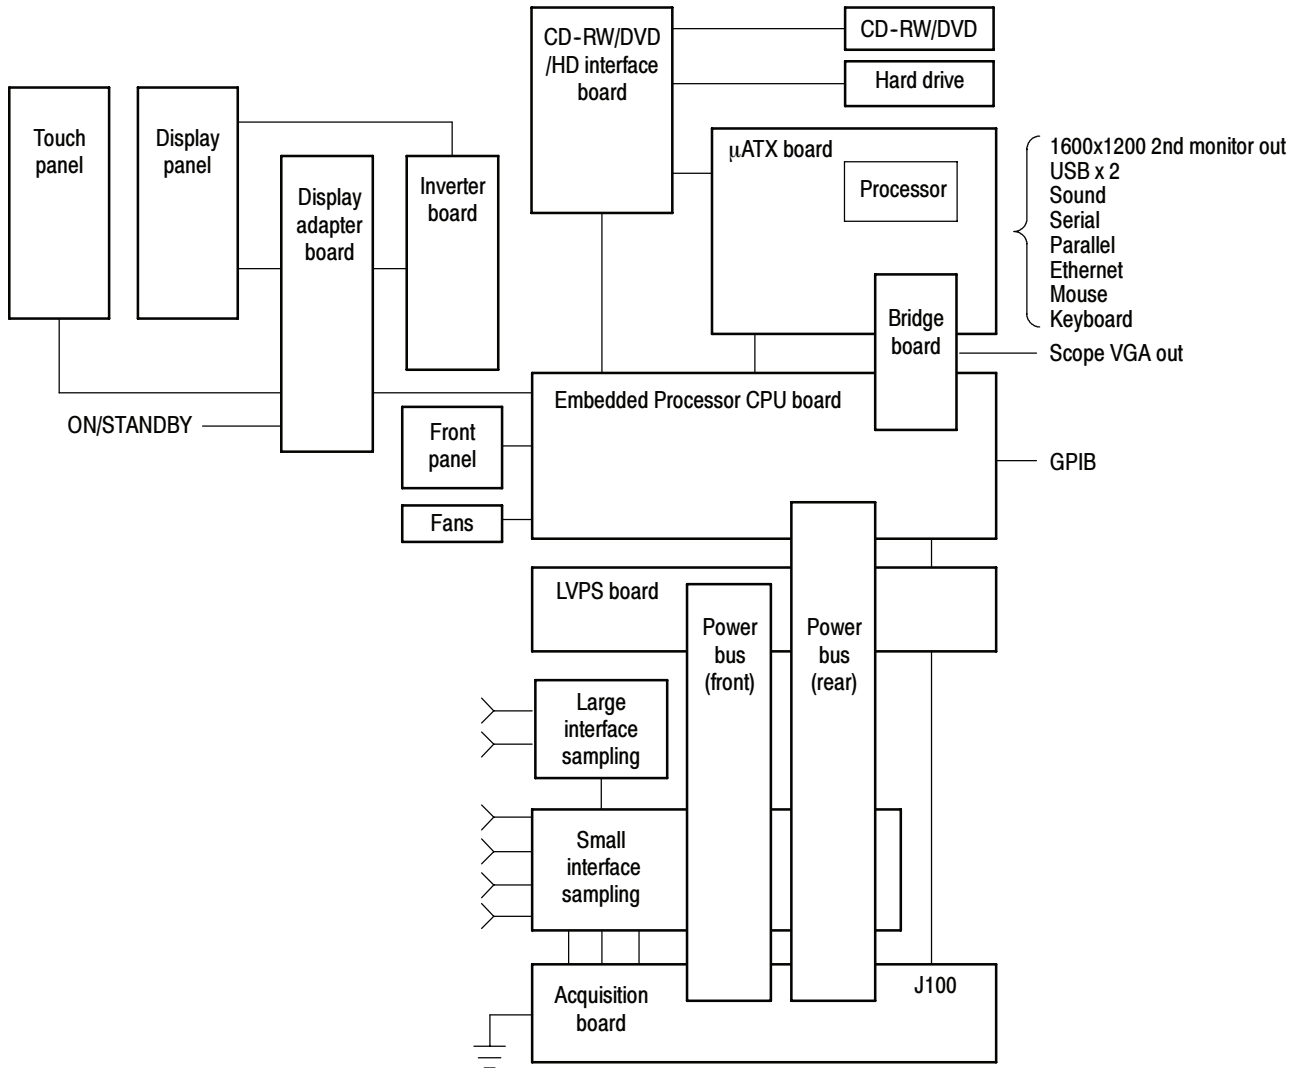 CD-RW/DVD
/HD interface
board
CD-RW/DVD
Hard drive
Touch
panel
Display
panel
Display
adapter
board
Inverter
board
µATX board
Processor
1600x1200 2nd monitor out
USB x 2
Sound
Serial
Parallel
Ethernet
Mouse
Keyboard
Bridge
board
Scope VGA out
Embedded Processor CPU board
ON/STANDBY
Front
panel
GPIB
Fans
LVPS board
Power
bus
(front)
Power
bus
(rear)
Large
interface
sampling
Small
interface
sampling
Acquisition
board
J100